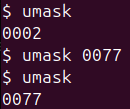 $ umask
0002
$ umask 0077
$ umask
0077